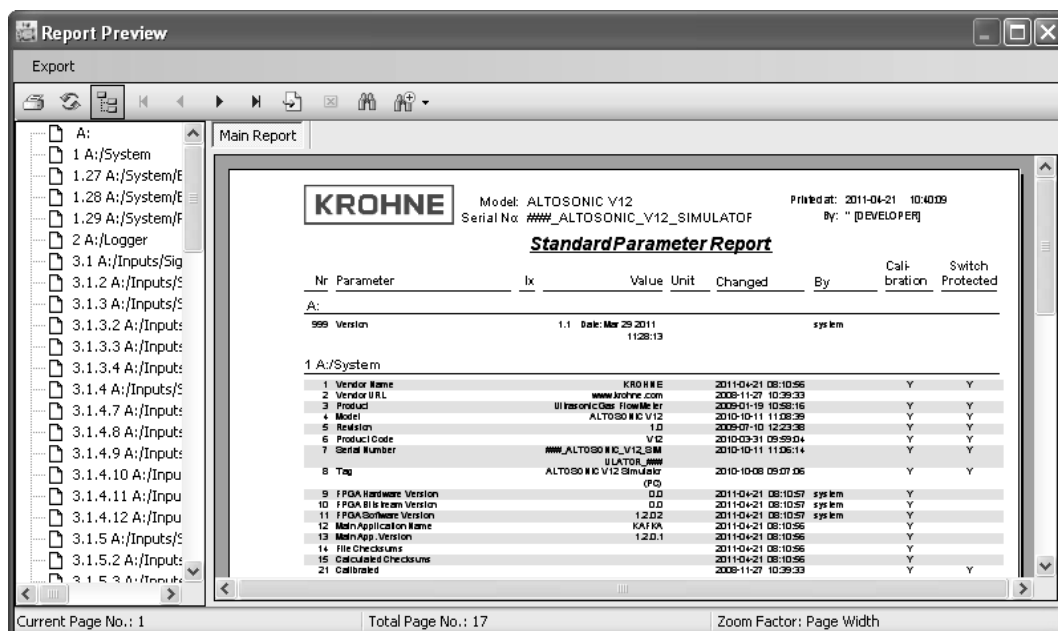 Report Preview
Export
A:
1 A:/System
1.27 A:/System/E
1.28 A:/System/E
1.29 A:/System/F
2 A:/Logger
3.1 A:/Inputs/Sig
3.1.2 A:/Inputs/S
3.1.3 A:/Inputs/S
3.1.3.2 A:/Inputs
3.1.3.3 A:/Inputs
3.1.3.4 A:/Inputs
3.1.4 A:/Inputs/S
3.1.4.7 A:/Inputs
3.1.4.8 A:/Inputs
3.1.4.9 A:/Inputs
3.1.4.10 A:/Inpu
3.1.4.11 A:/Inpu
3.1.4.12 A:/Inpu
3.1.5 A:/Inputs/S
3.1.5.2 A:/Inputs
3.1.5.3 A:/Inputs
Main Report
KROHNE
Model: ALTOSONIC V12
Printed at: 2011-04-21 10:40:09
Serial No: ###_ALTOSONIC_V12_SIMULATOR
By: '' [DEVELOPER]
Standard Parameter Report
Nr Parameter Ix Value Unit Changed By Cali-bration Switch Protected
A:
999 Version 1.1 Date: Mar 29 2011 system
11:28:13
1 A:/System
1 Vendor Name KROHNE 2011-04-21 08:10:56 Y Y
2 Vendor URL www.krohne.com 2008-11-27 10:39:33
3 Product Ultrasonic Gas FlowMeter 2009-01-19 10:58:16 Y Y
4 Model ALTOSONIC V12 2010-10-11 11:08:39 Y Y
5 Revision 1.0 2009-07-10 12:23:38 Y Y
6 Product Code V12 2010-03-31 09:59:04 Y Y
7 Serial Number ###_ALTOSONIC_V12_SIM 2010-10-11 11:06:14 Y Y
ULATOR_###
8 Tag ALTOSONIC V12 Simulator 2010-10-08 09:07:06 Y Y
(PC)
9 FPGA Hardware Version 0.0 2011-04-21 08:10:57 system Y
10 FPGA Bitstream Version 0.0 2011-04-21 08:10:57 system Y
11 FPGA Software Version 1.2.0.2 2011-04-21 08:10:57 system Y
12 Main Application Name KAFKA 2011-04-21 08:10:56 Y
13 Main App. Version 1.2.0.1 2011-04-21 08:10:56 Y
14 File Checksums 2011-04-21 08:10:56 Y
15 Calculated Checksums 2011-04-21 08:10:56 Y
21 Calibrated 2008-11-27 10:39:33 Y Y
Current Page No.: 1
Total Page No.: 17
Zoom Factor: Page Width